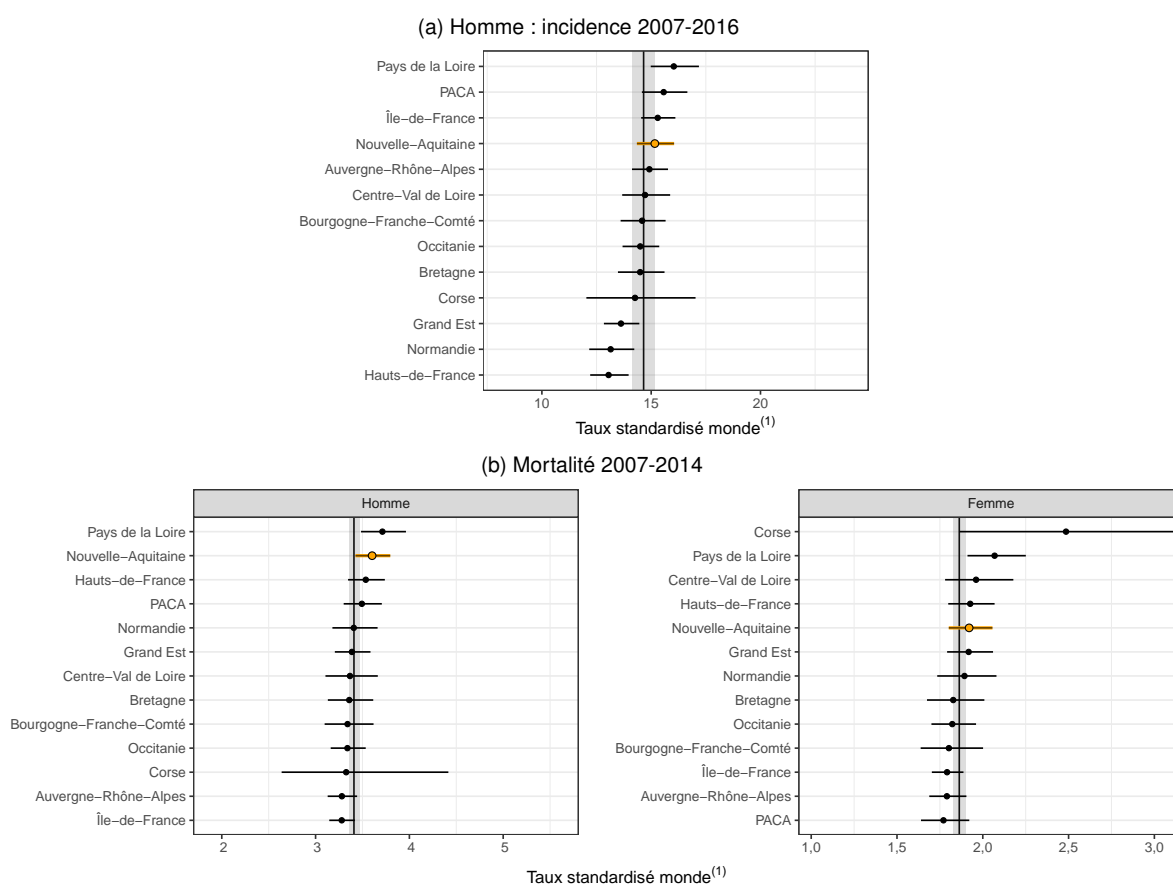 (a) Homme : incidence 2007-2016
Pays de la Loire
PACA
Île−de−France
Nouvelle−Aquitaine
Auvergne−Rhône−Alpes
Centre−Val de Loire
Bourgogne−Franche−Comté
Occitanie
Bretagne
Corse
Grand Est
Normandie
Hauts−de−France
10 15 20
Taux standardisé monde(1)
(b) Mortalité 2007-2014
Homme
Pays de la Loire
Nouvelle−Aquitaine
Hauts−de−France
PACA
Normandie
Grand Est
Centre−Val de Loire
Bretagne
Bourgogne−Franche−Comté
Occitanie
Corse
Auvergne−Rhône−Alpes
Île−de−France
2 3 4 5
Femme
Corse
Pays de la Loire
Centre−Val de Loire
Hauts−de−France
Nouvelle−Aquitaine
Grand Est
Normandie
Bretagne
Occitanie
Bourgogne−Franche−Comté
Île−de−France
Auvergne−Rhône−Alpes
PACA
1,0 1,5 2,0 2,5 3,0
Taux standardisé monde(1)